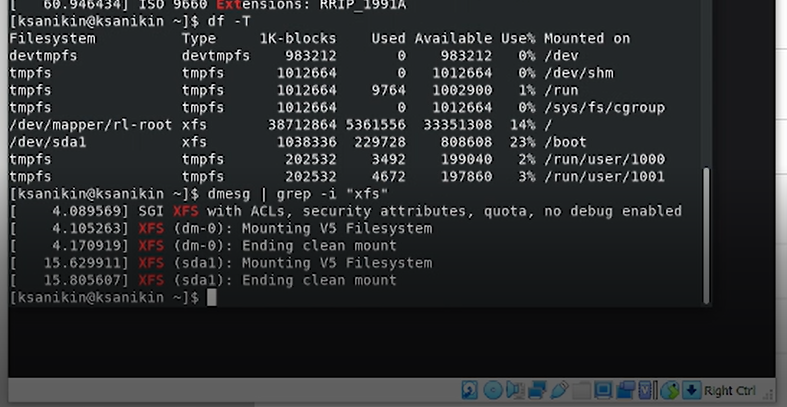 [   60.946434] ISO 9660 Extensions: RRIP_1991A
[ksanikin@ksanikin ~]$ df -T
Filesystem          Type     1K-blocks    Used Available Use% Mounted on
devtmpfs            devtmpfs    983212       0    983212   0% /dev
tmpfs               tmpfs      1012664       0   1012664   0% /dev/shm
tmpfs               tmpfs      1012664    9764   1002900   1% /run
tmpfs               tmpfs      1012664       0   1012664   0% /sys/fs/cgroup
/dev/mapper/rl-root xfs       38712864 5361556  33351308  14% /
/dev/sda1           xfs        1038336  229728    808608  23% /boot
tmpfs               tmpfs       202532    3492    199040   2% /run/user/1000
tmpfs               tmpfs       202532    4672    197860   3% /run/user/1001
[ksanikin@ksanikin ~]$ dmesg | grep -i "xfs"
[    4.089569] SGI XFS with ACLs, security attributes, quota, no debug enabled
[    4.105263] XFS (dm-0): Mounting V5 Filesystem
[    4.170919] XFS (dm-0): Ending clean mount
[   15.629911] XFS (sda1): Mounting V5 Filesystem
[   15.805607] XFS (sda1): Ending clean mount
[ksanikin@ksanikin ~]$
Right Ctrl